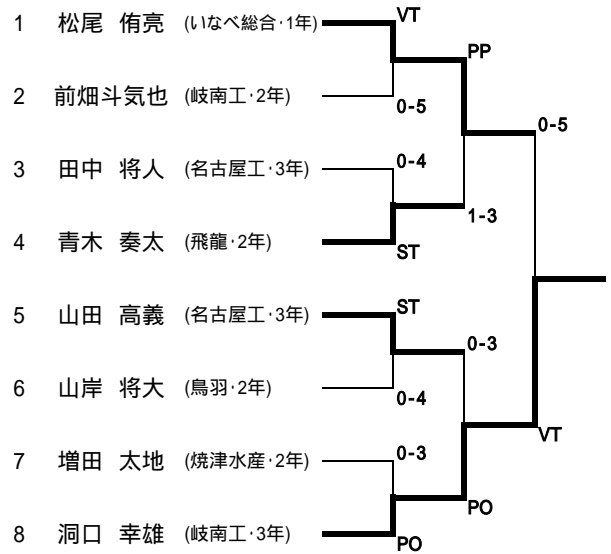 1 松尾 侑亮 (いなべ総合·1年) VT
PP
2 前畑斗気也 (岐南工·2年) 0-5
0-5
3 田中 将人 (名古屋工·3年) 0-4
1-3
4 青木 奏太 (飛龍·2年) ST
5 山田 高義 (名古屋工·3年) ST
0-3
6 山岸 将大 (鳥羽·2年) 0-4
VT
7 増田 太地 (焼津水産·2年) 0-3
PO
8 洞口 幸雄 (岐南工·3年) PO